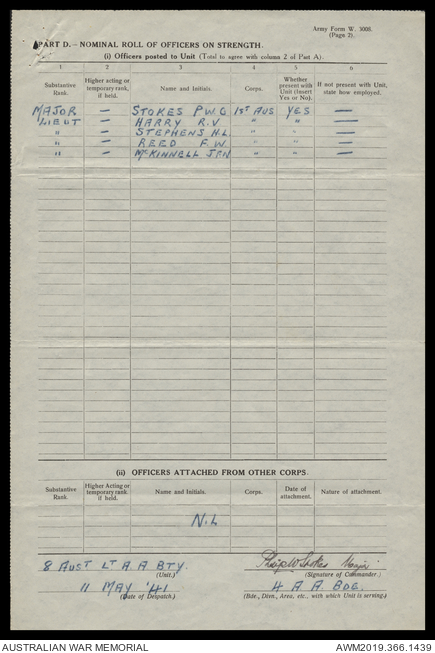 Army Form W. 3008.
(Page 2).
PART D.—NOMINAL ROLL OF OFFICERS ON STRENGTH.
(i) Officers posted to Unit (Total to agree with column 2 of Part A).
1 2 3 4 5 6
Substantive Rank. Higher acting or temporary rank, if held. Name and Initials. Corps. Whether present with Unit (Insert Yes or No). If not present with Unit, state how employed.
MAJOR — STOKES P.W.G 1st AUS YES —
LIEUT — HARRY R.V " " —
" — STEPHENS H.L. " " —
" — REED F.W. " " —
" — McKINNELL J.F.N " " —
(ii) OFFICERS ATTACHED FROM OTHER CORPS.
Substantive Rank Higher Acting or temporary rank if held. Name and Initials. Corps. Date of attachment. Nature of attachment.
NiL
8 AUST LT A A BTY. Philip W Stokes Major
(Unit.) (Signature of Commander.)
11 MAY '41 4 A A BDE.
(Date of Despatch.) (Bde., Divn., Area, etc., with which Unit is serving.)
AUSTRALIAN WAR MEMORIAL AWM2019.366.1439